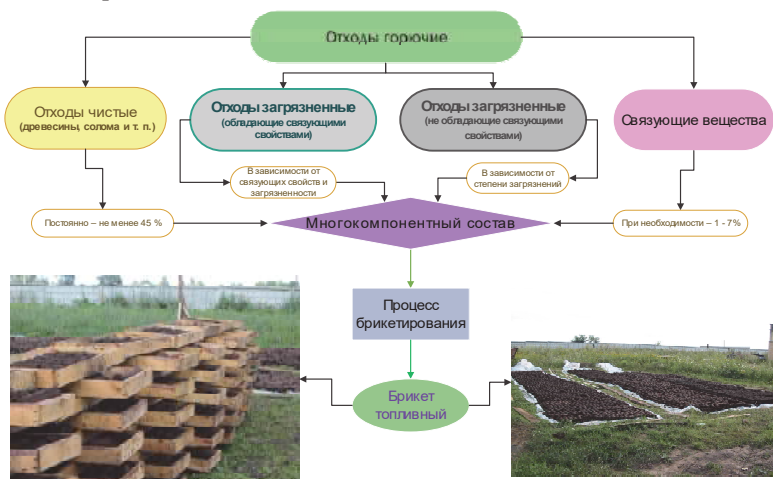 Отходы горючие
Отходы чистые
(древесины, солома и т. п.)
Отходы загрязненные
(обладающие связующими
свойствами)
Отходы загрязненные
(не обладающие связующими
свойствами)
Связующие вещества
В зависимости от
связующих свойств и
загрязненности
В зависимости от
степени загрязнений
Постоянно – не менее 45 %
Многокомпонентный состав
При необходимости – 1 - 7%
Процесс
брикетирования
Брикет
топливный